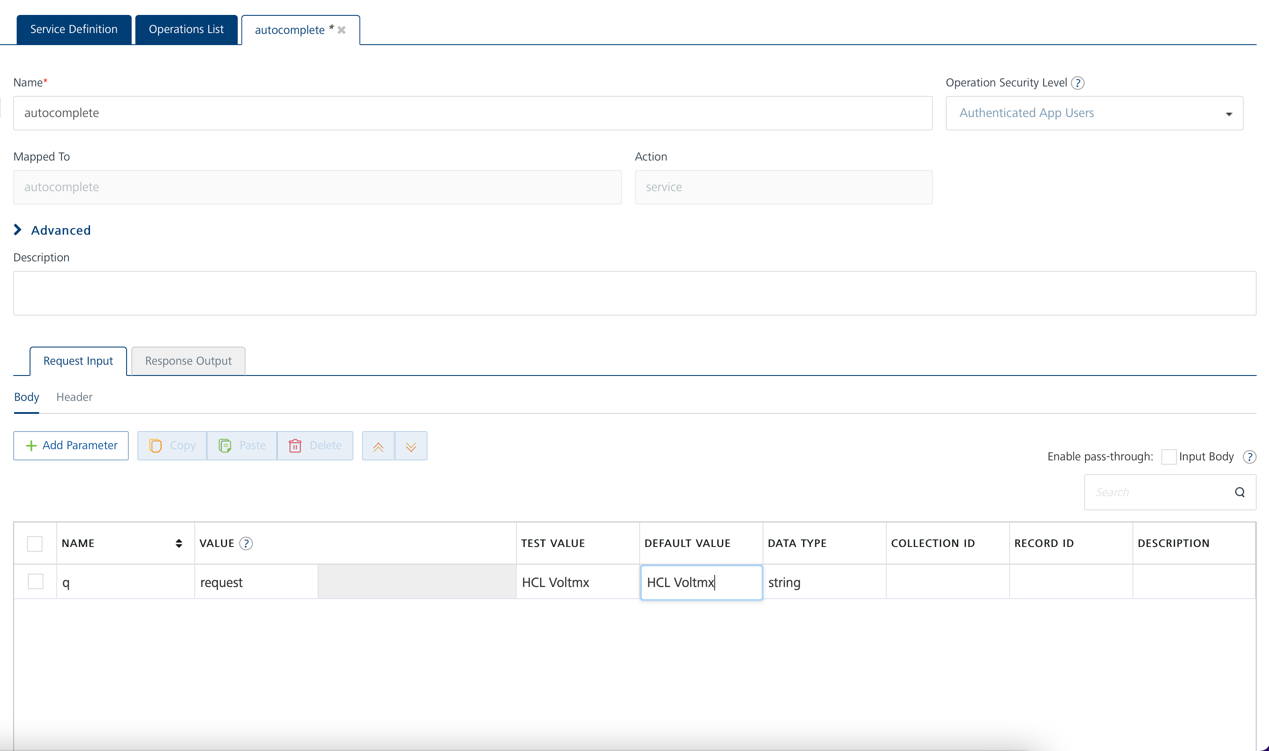 Service Definition Operations List autocomplete *
Name* Operation Security Level ?
autocomplete Authenticated App Users
Mapped To Action
autocomplete service
Advanced
Description
Request Input Response Output
Body Header
Add Parameter Copy Paste Delete
Enable pass-through: Input Body ?
Search
NAME VALUE ? TEST VALUE DEFAULT VALUE DATA TYPE COLLECTION ID RECORD ID DESCRIPTION
q request HCL Voltmx HCL Voltmx string